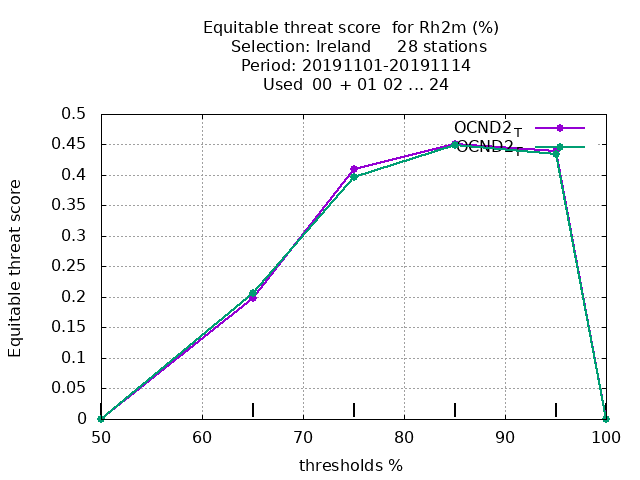 Equitable threat score  for Rh2m (%)
Selection: Ireland     28 stations
Period: 20191101-20191114
Used  00 + 01 02 ... 24
Equitable threat score
0.5
0.45
0.4
0.35
0.3
0.25
0.2
0.15
0.1
0.05
0
50
60
70
80
90
100
thresholds %
OCND2T
OCND2T